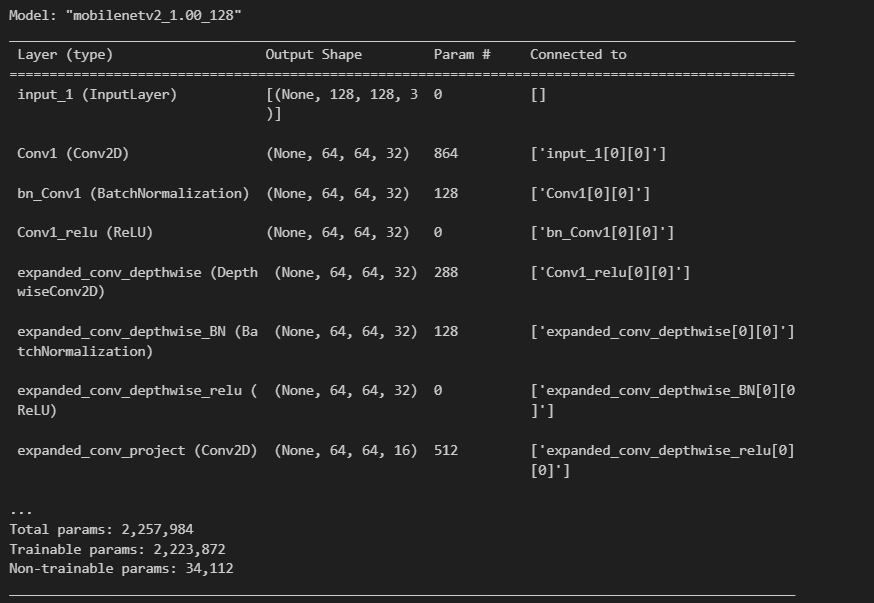 Model: "mobilenetv2_1.00_128"
Layer (type) Output Shape Param # Connected to
input_1 (InputLayer) [(None, 128, 128, 3 0 []
)]
Conv1 (Conv2D) (None, 64, 64, 32) 864 ['input_1[0][0]']
bn_Conv1 (BatchNormalization) (None, 64, 64, 32) 128 ['Conv1[0][0]']
Conv1_relu (ReLU) (None, 64, 64, 32) 0 ['bn_Conv1[0][0]']
expanded_conv_depthwise (Depth (None, 64, 64, 32) 288 ['Conv1_relu[0][0]']
wiseConv2D)
expanded_conv_depthwise_BN (Ba (None, 64, 64, 32) 128 ['expanded_conv_depthwise[0][0]']
tchNormalization)
expanded_conv_depthwise_relu ( (None, 64, 64, 32) 0 ['expanded_conv_depthwise_BN[0][0
ReLU) ]']
expanded_conv_project (Conv2D) (None, 64, 64, 16) 512 ['expanded_conv_depthwise_relu[0]
[0]']
...
Total params: 2,257,984
Trainable params: 2,223,872
Non-trainable params: 34,112